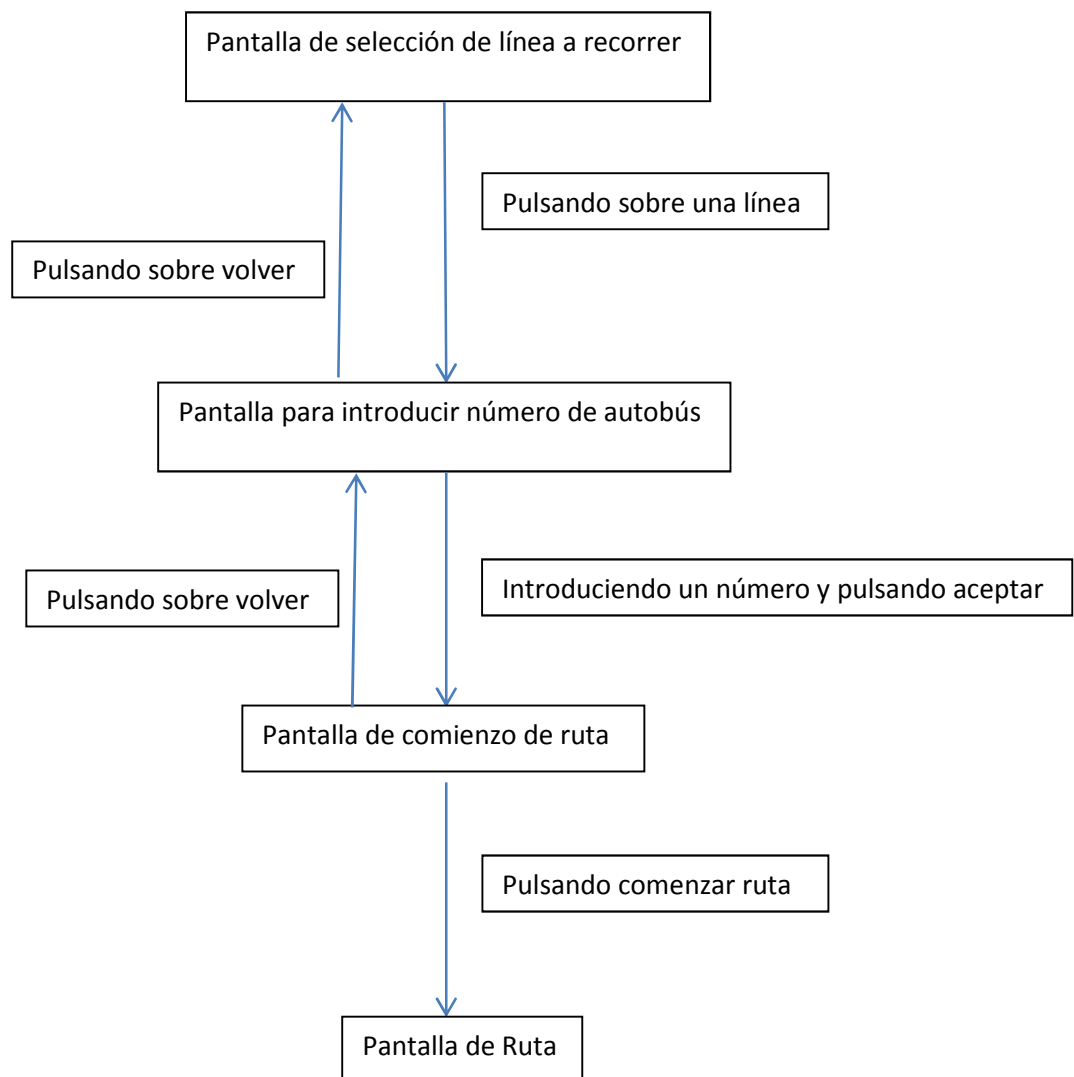 Pantalla de selección de línea a recorrer
Pulsando sobre una línea
Pulsando sobre volver
Pantalla para introducir número de autobús
Introduciendo un número y pulsando aceptar
Pulsando sobre volver
Pantalla de comienzo de ruta
Pulsando comenzar ruta
Pantalla de Ruta